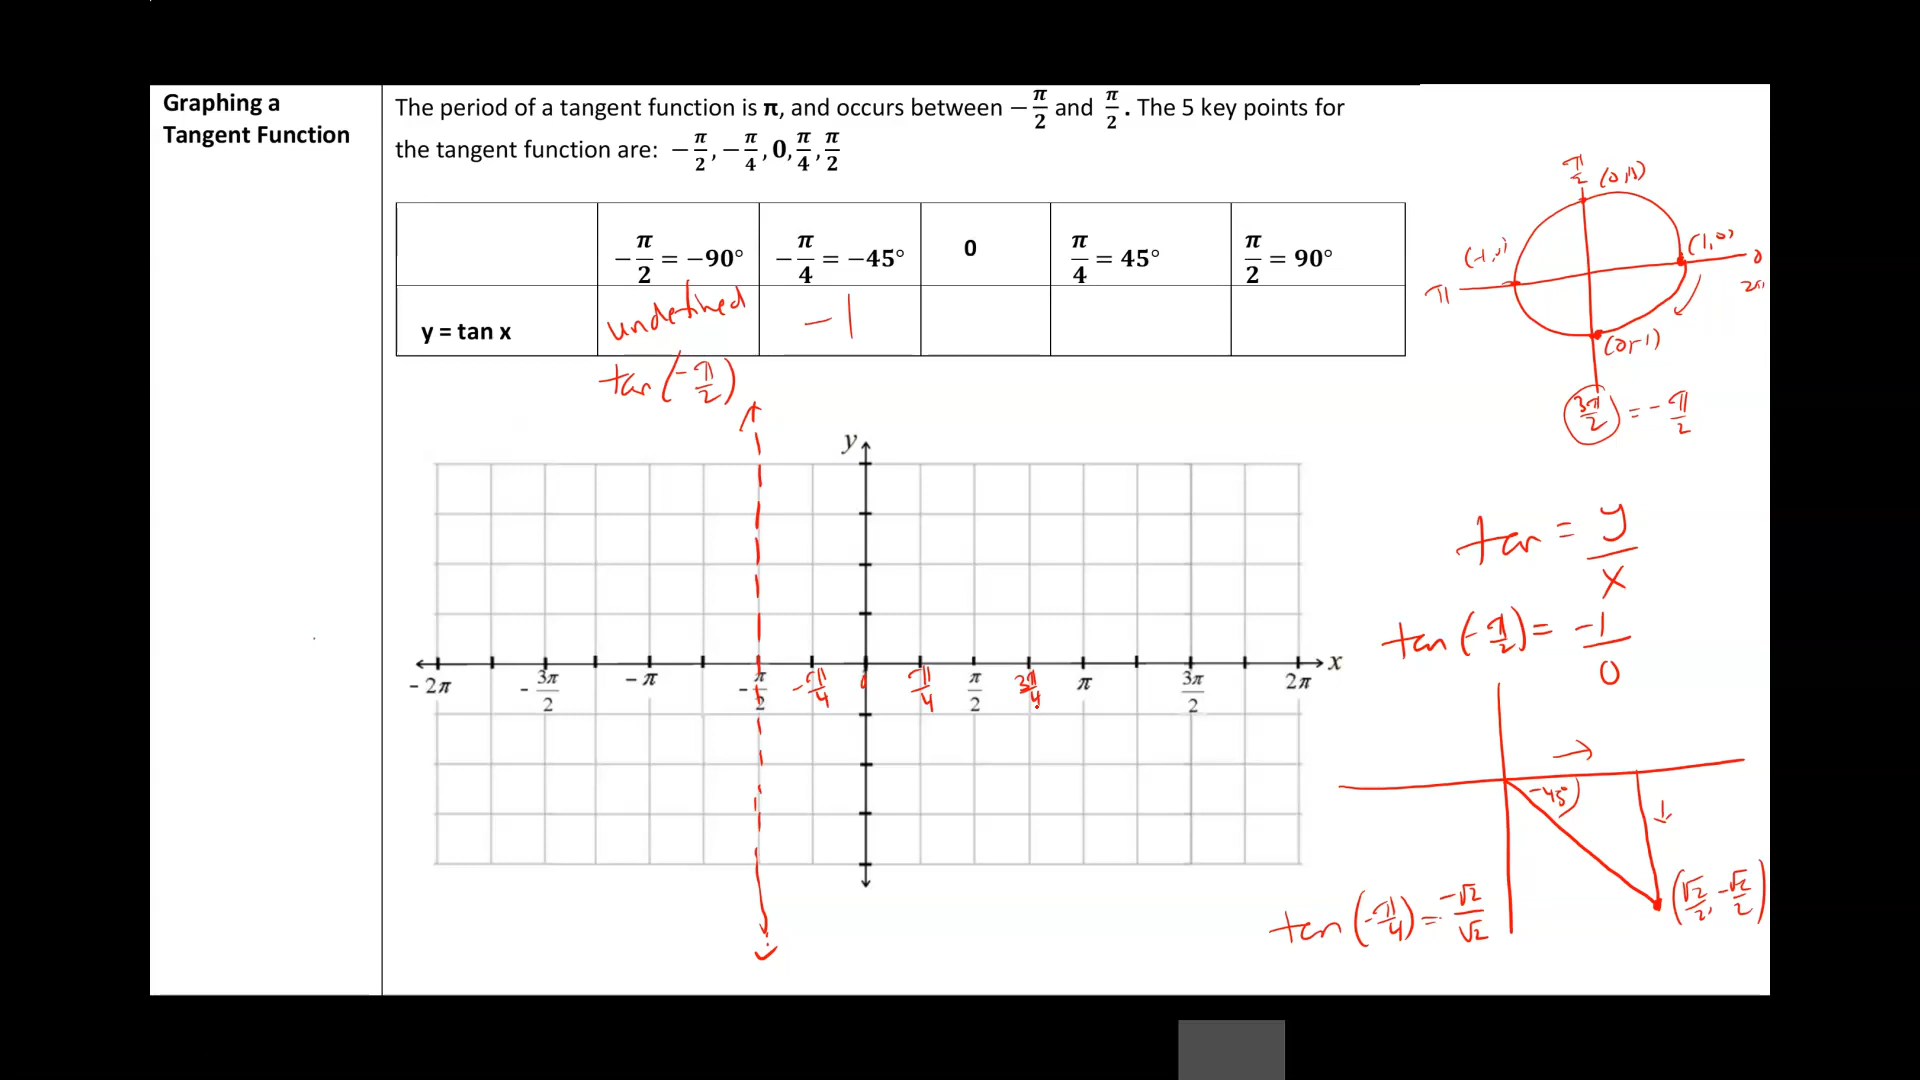 Graphing a
Tangent Function
The period of a tangent function is π, and occurs between −π/2 and π/2. The 5 key points for
the tangent function are: −π/2, −π/4, 0, π/4, π/2
−π/2 = −90° −π/4 = −45° 0 π/4 = 45° π/2 = 90°
y = tan x undefined -1
tan(-π/2)
y
x
-2π -3π/2 -π -π/2 -π/4 0 π/4 π/2 3π/4 π 3π/2 2π
π/2
(1,0) 0
π 2π
(0,-1)
3π/2 = -π/2
tan = y/x
tan(-π/2) = -1/0
-45°
(√2/2, -√2/2)
tan(-π/4) = -√2/√2